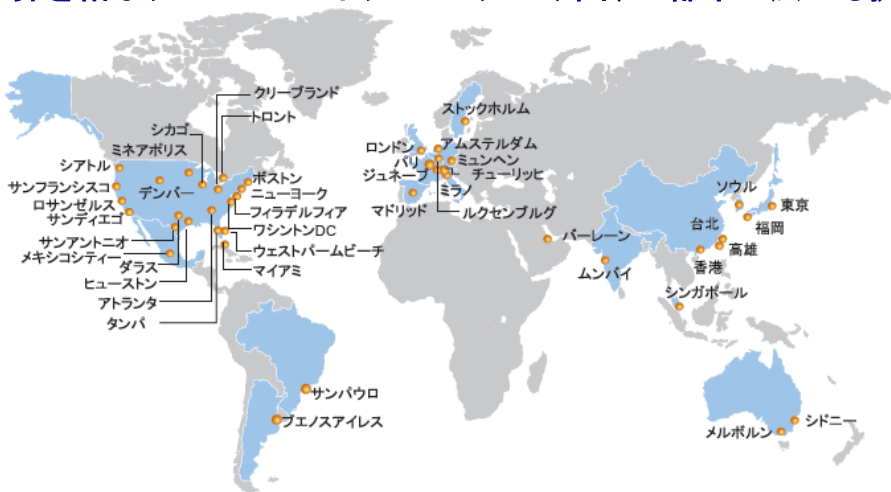 クリーブランド
トロント
シカゴ
ミネアポリス
シアトル
ボストン
デンバー
ニューヨーク
サンフランシスコ
ロサンゼルス
フィラデルフィア
サンディエゴ
ワシントンDC
サンアントニオ
ウェストパームビーチ
メキシコシティー
ダラス
マイアミ
ヒューストン
アトランタ
タンパ
サンパウロ
ブエノスアイレス
ストックホルム
ロンドン
アムステルダム
パリ
ミュンヘン
ジュネーブ
チューリッヒ
ミラノ
マドリッド
ルクセンブルグ
バーレーン
ムンバイ
ソウル
東京
福岡
台北
高雄
香港
シンガポール
シドニー
メルボルン